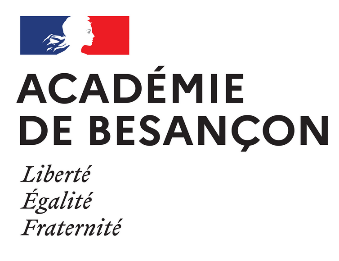 ACADÉMIE
DE BESANÇON
Liberté
Égalité
Fraternité